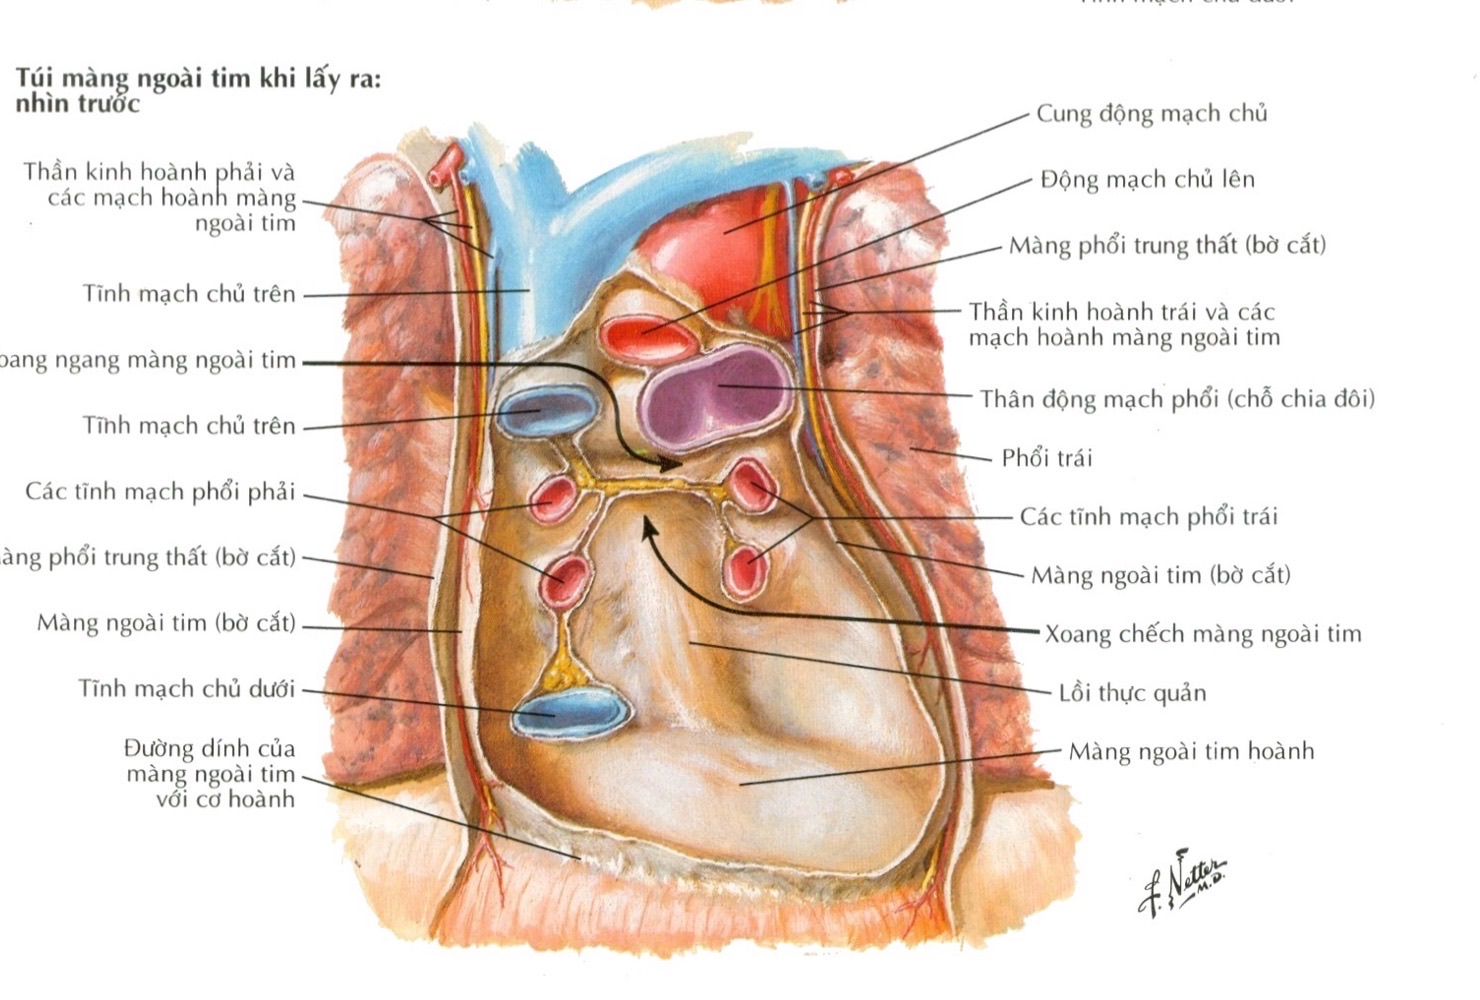 Túi màng ngoài tim khi lấy ra:
nhìn trước
Thần kinh hoành phải và
các mạch hoành màng
ngoài tim
Tĩnh mạch chủ trên
oang ngang màng ngoài tim
Tĩnh mạch chủ trên
Các tĩnh mạch phổi phải
àng phổi trung thất (bờ cắt)
Màng ngoài tim (bờ cắt)
Tĩnh mạch chủ dưới
Đường dính của
màng ngoài tim
với cơ hoành
Cung động mạch chủ
Động mạch chủ lên
Màng phổi trung thất (bờ cắt)
Thần kinh hoành trái và các
mạch hoành màng ngoài tim
Thân động mạch phổi (chỗ chia đôi)
Phổi trái
Các tĩnh mạch phổi trái
Màng ngoài tim (bờ cắt)
Xoang chếch màng ngoài tim
Lồi thực quản
Màng ngoài tim hoành
F. Netter
M.D.